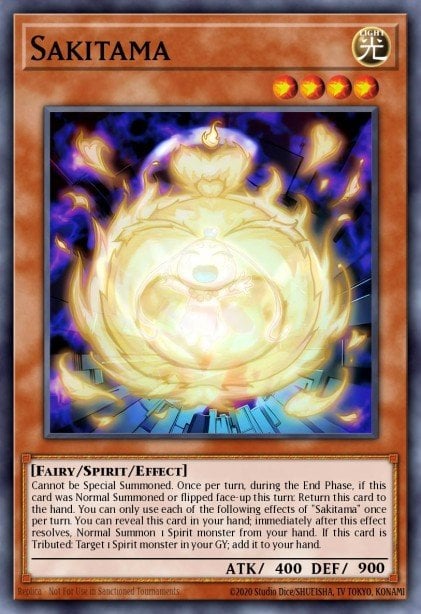 SAKITAMA
LIGHT
光
[FAIRY/SPIRIT/EFFECT]
Cannot be Special Summoned. Once per turn, during the End Phase, if this
card was Normal Summoned or flipped face-up this turn: Return this card to
the hand. You can only use each of the following effects of "Sakitama" once
per turn. You can reveal this card in your hand; immediately after this effect
resolves, Normal Summon 1 Spirit monster from your hand. If this card is
Tributed: Target 1 Spirit monster in your GY; add it to your hand.
ATK/ 400 DEF/ 900
Replica - Not For Use in Sanctioned Tournaments
©2020 Studio Dice/SHUEISHA, TV TOKYO, KONAMI